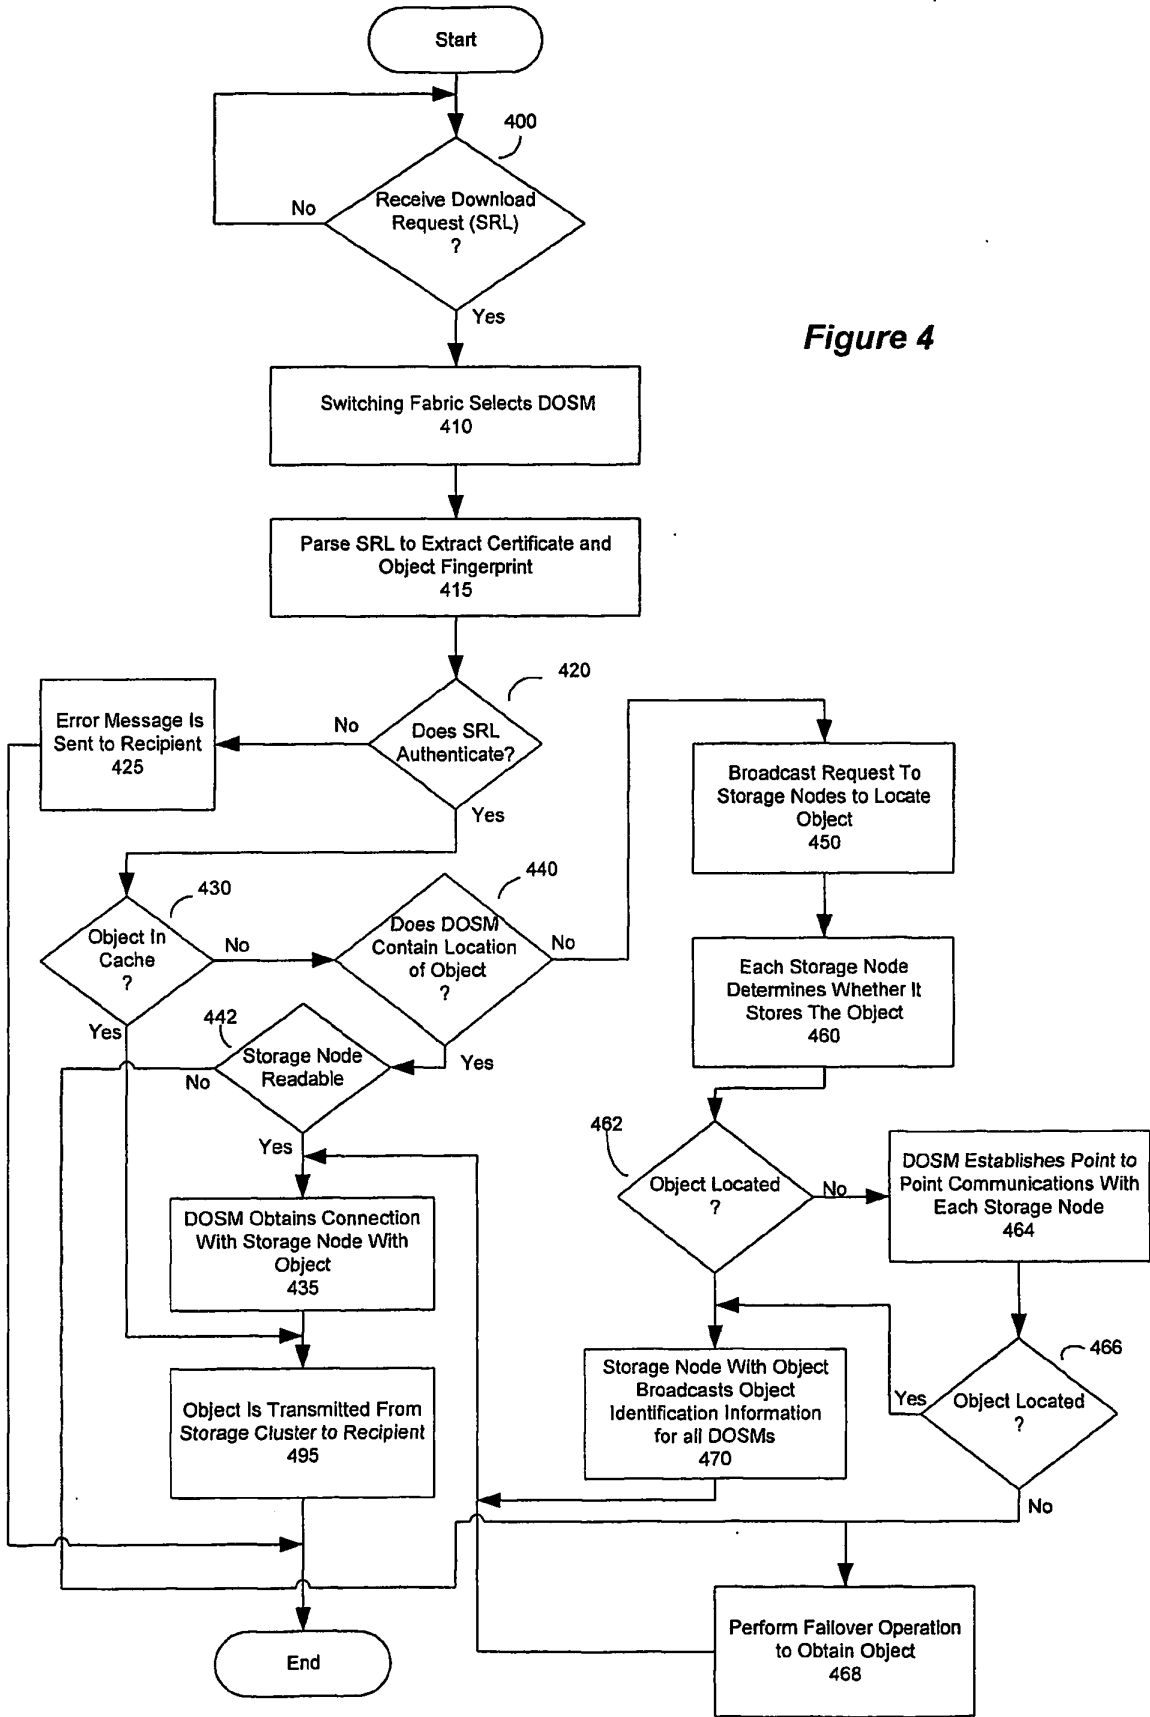 Start
400
Receive Download
Request (SRL)
?
No
Yes
Figure 4
Switching Fabric Selects DOSM
410
Parse SRL to Extract Certificate and
Object Fingerprint
415
420
Does SRL
Authenticate?
No
Yes
Error Message Is
Sent to Recipient
425
Broadcast Request To
Storage Nodes to Locate
Object
450
430
Object In
Cache
?
No
Yes
440
Does DOSM
Contain Location
of Object
?
No
Yes
Each Storage Node
Determines Whether It
Stores The Object
460
442
Storage Node
Readable
No
Yes
462
Object Located
?
No
DOSM Establishes Point to
Point Communications With
Each Storage Node
464
DOSM Obtains Connection
With Storage Node With
Object
435
466
Object Located
?
Yes
No
Storage Node With Object
Broadcasts Object
Identification Information
for all DOSMs
470
Object Is Transmitted From
Storage Cluster to Recipient
495
Perform Failover Operation
to Obtain Object
468
End